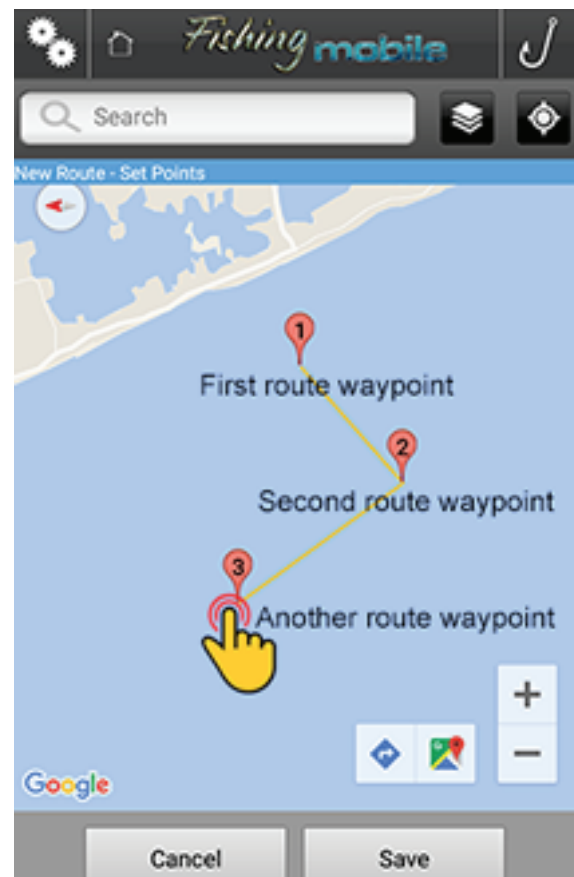 Fishing mobile
Search
New Route - Set Points
1
First route waypoint
2
Second route waypoint
3
Another route waypoint
+
−
Google
Cancel Save